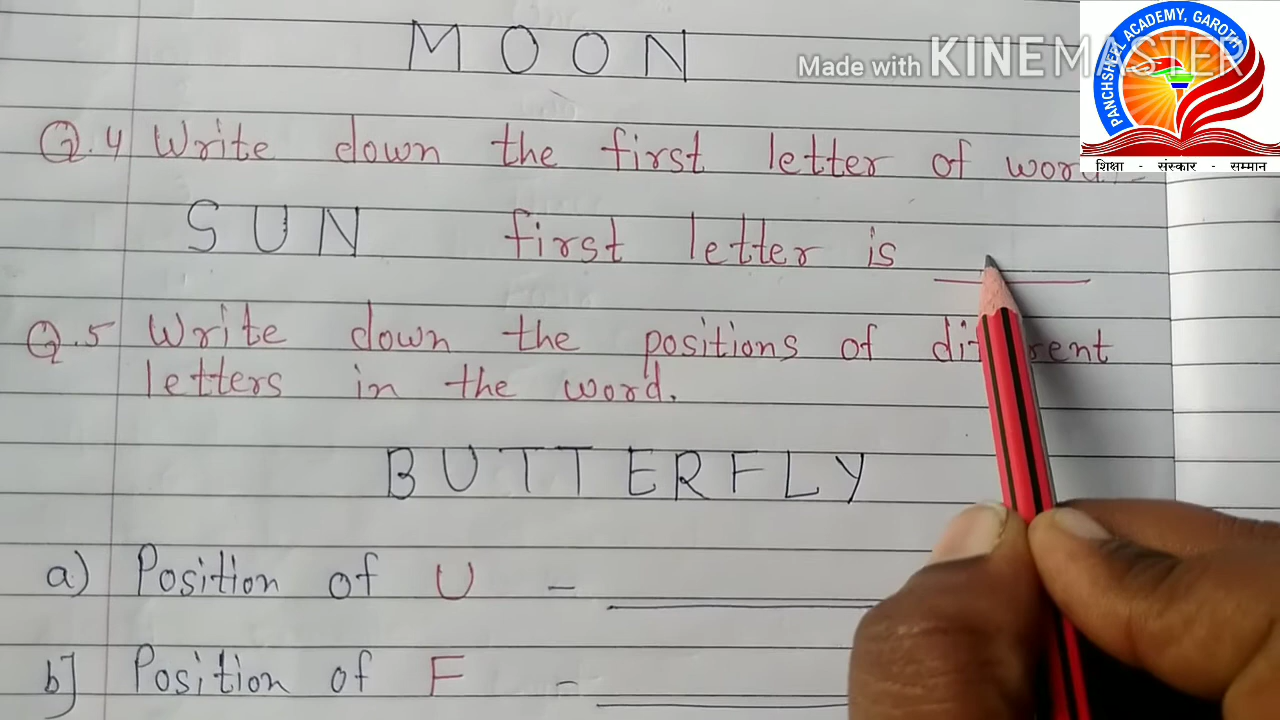 MOON
Made with KINEMASTER
PANCHSHEEL ACADEMY, GAROTH
शिक्षा - संस्कार - सम्मान
Q.4 Write down the first letter of word.-
SUN first letter is
Q.5 Write down the positions of different
letters in the word.
BUTTERFLY
a) Position of U -
b) Position of F -